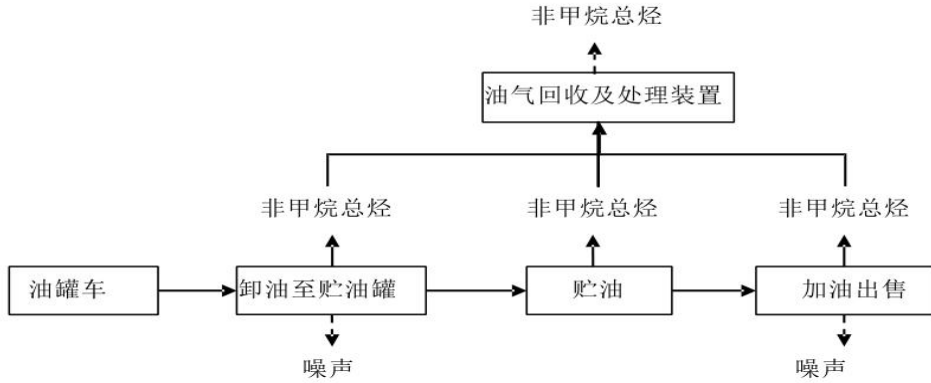 非甲烷总烃
油气回收及处理装置
非甲烷总烃
非甲烷总烃
非甲烷总烃
油罐车
卸油至贮油罐
贮油
加油出售
噪声
噪声